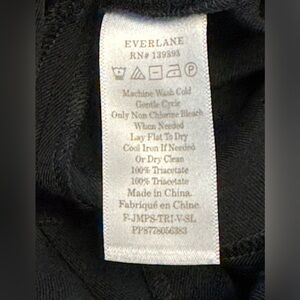 EVERLANE
RN# 139393
Machine Wash Cold
Gentle Cycle
Only Non Chlorine Bleach
When Needed
Lay Flat To Dry
Cool Iron If Needed
Or Dry Clean
100% Triacetate
100% Triacetate
Made in China.
Fabriqué en Chine.
F-JMPS-TRI-V-SL
PP8778056383